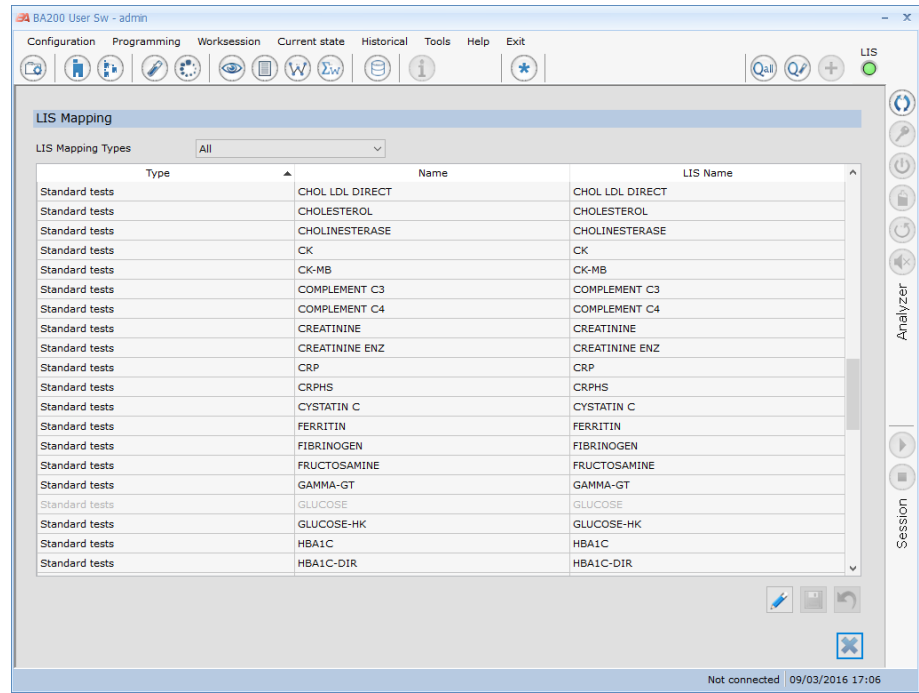 BA200 User Sw - admin
Configuration Programming Worksession Current state Historical Tools Help Exit
LIS
Qall
LIS Mapping
LIS Mapping Types All
Type Name LIS Name
Standard tests CHOL LDL DIRECT CHOL LDL DIRECT
Standard tests CHOLESTEROL CHOLESTEROL
Standard tests CHOLINESTERASE CHOLINESTERASE
Standard tests CK CK
Standard tests CK-MB CK-MB
Standard tests COMPLEMENT C3 COMPLEMENT C3
Standard tests COMPLEMENT C4 COMPLEMENT C4
Standard tests CREATININE CREATININE
Standard tests CREATININE ENZ CREATININE ENZ
Standard tests CRP CRP
Standard tests CRPHS CRPHS
Standard tests CYSTATIN C CYSTATIN C
Standard tests FERRITIN FERRITIN
Standard tests FIBRINOGEN FIBRINOGEN
Standard tests FRUCTOSAMINE FRUCTOSAMINE
Standard tests GAMMA-GT GAMMA-GT
Standard tests GLUCOSE GLUCOSE
Standard tests GLUCOSE-HK GLUCOSE-HK
Standard tests HBA1C HBA1C
Standard tests HBA1C-DIR HBA1C-DIR
Analyzer
Session
Not connected 09/03/2016 17:06